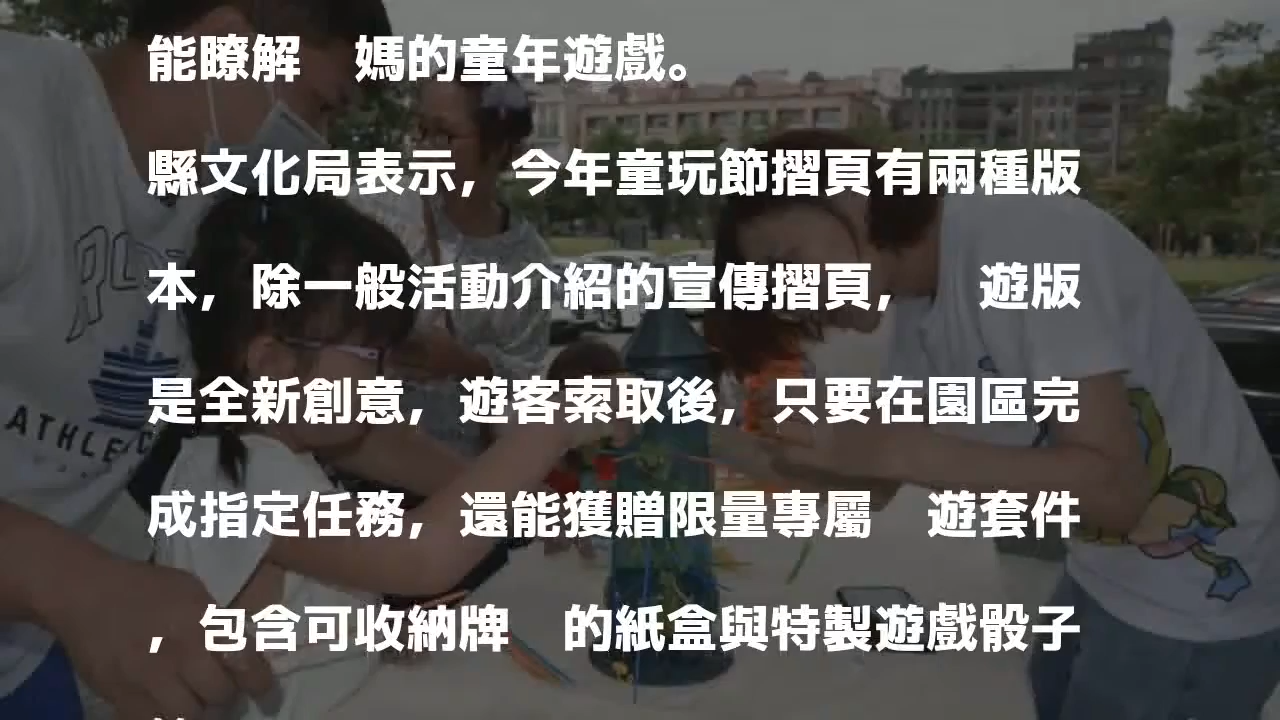 能瞭解　媽的童年遊戲。
縣文化局表示，今年童玩節摺頁有兩種版
本，除一般活動介紹的宣傳摺頁，　遊版
是全新創意，遊客索取後，只要在園區完
成指定任務，還能獲贈限量專屬　遊套件
，包含可收納牌　的紙盒與特製遊戲骰子
ATHLE